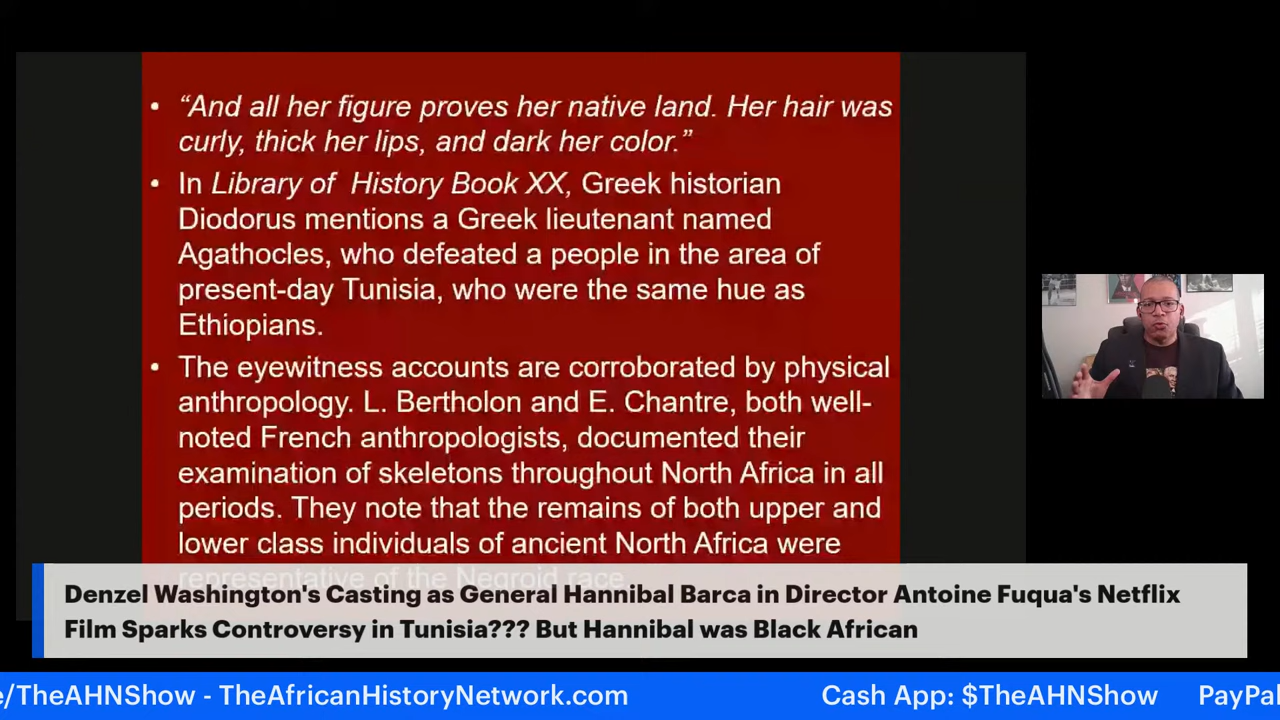 • “And all her figure proves her native land. Her hair was
curly, thick her lips, and dark her color.”
• In Library of History Book XX, Greek historian
Diodorus mentions a Greek lieutenant named
Agathocles, who defeated a people in the area of
present-day Tunisia, who were the same hue as
Ethiopians.
• The eyewitness accounts are corroborated by physical
anthropology. L. Bertholon and E. Chantre, both well-
noted French anthropologists, documented their
examination of skeletons throughout North Africa in all
periods. They note that the remains of both upper and
lower class individuals of ancient North Africa were
representative of the Negroid race
Denzel Washington's Casting as General Hannibal Barca in Director Antoine Fuqua's Netflix
Film Sparks Controversy in Tunisia??? But Hannibal was Black African
e/TheAHNShow - TheAfricanHistoryNetwork.com Cash App: $TheAHNShow PayPal